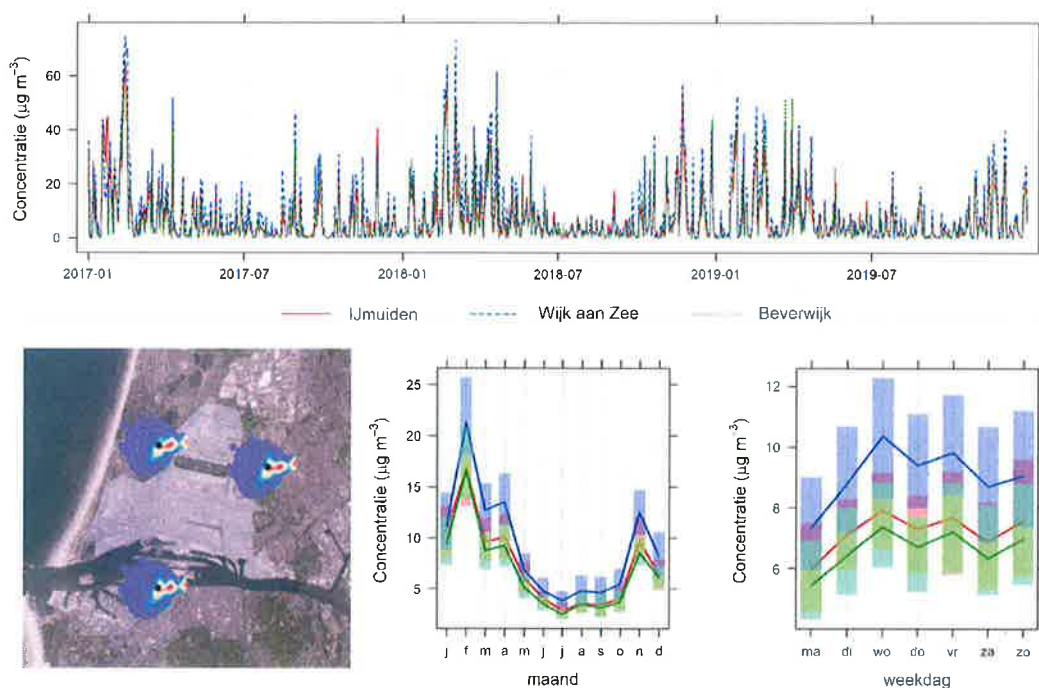 Concentratie (µg m⁻³)
60
40
20
0
2017-01 2017-07 2018-01 2018-07 2019-01 2019-07
IJmuiden Wijk aan Zee Beverwijk
Concentratie (µg m⁻³)
25
20
15
10
5
j f m a m j j a s o n d
maand
Concentratie (µg m⁻³)
12
10
8
6
ma di wo do vr za zo
weekdag